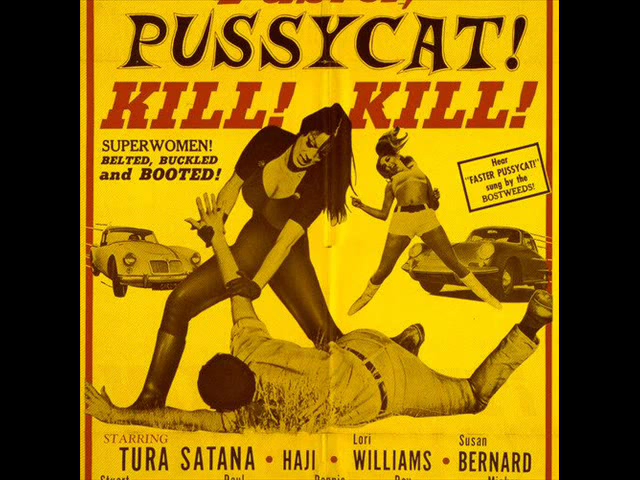 PUSSYCAT!
KILL! KILL!
SUPERWOMEN!
BELTED, BUCKLED
and BOOTED!
Hear
"FASTER PUSSYCAT!"
sung by the
BOSTWEEDS!
STARRING
TURA SATANA • HAJI • Lori WILLIAMS • Susan BERNARD